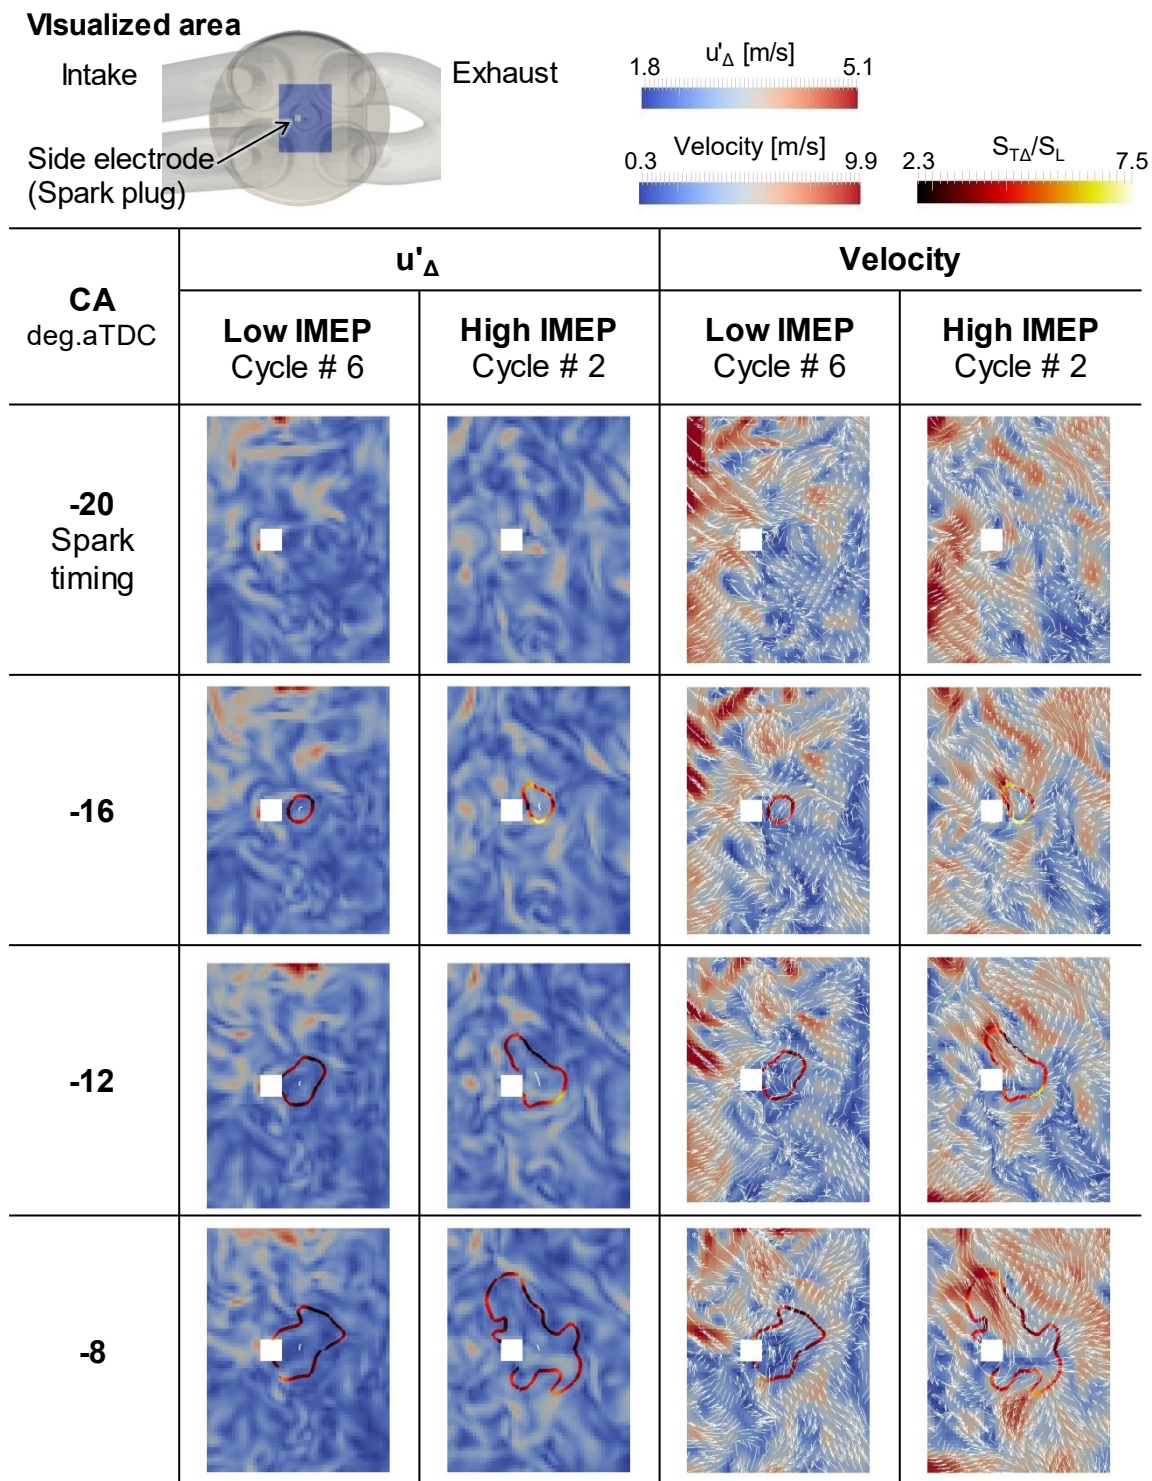 VIsualized area
Intake
Exhaust
Side electrode
(Spark plug)
u'Δ [m/s]
1.8 5.1
Velocity [m/s]
0.3 9.9
STΔ/SL
2.3 7.5
CA
deg.aTDC
u'Δ
Velocity
Low IMEP
Cycle # 6
High IMEP
Cycle # 2
Low IMEP
Cycle # 6
High IMEP
Cycle # 2
-20
Spark
timing
-16
-12
-8